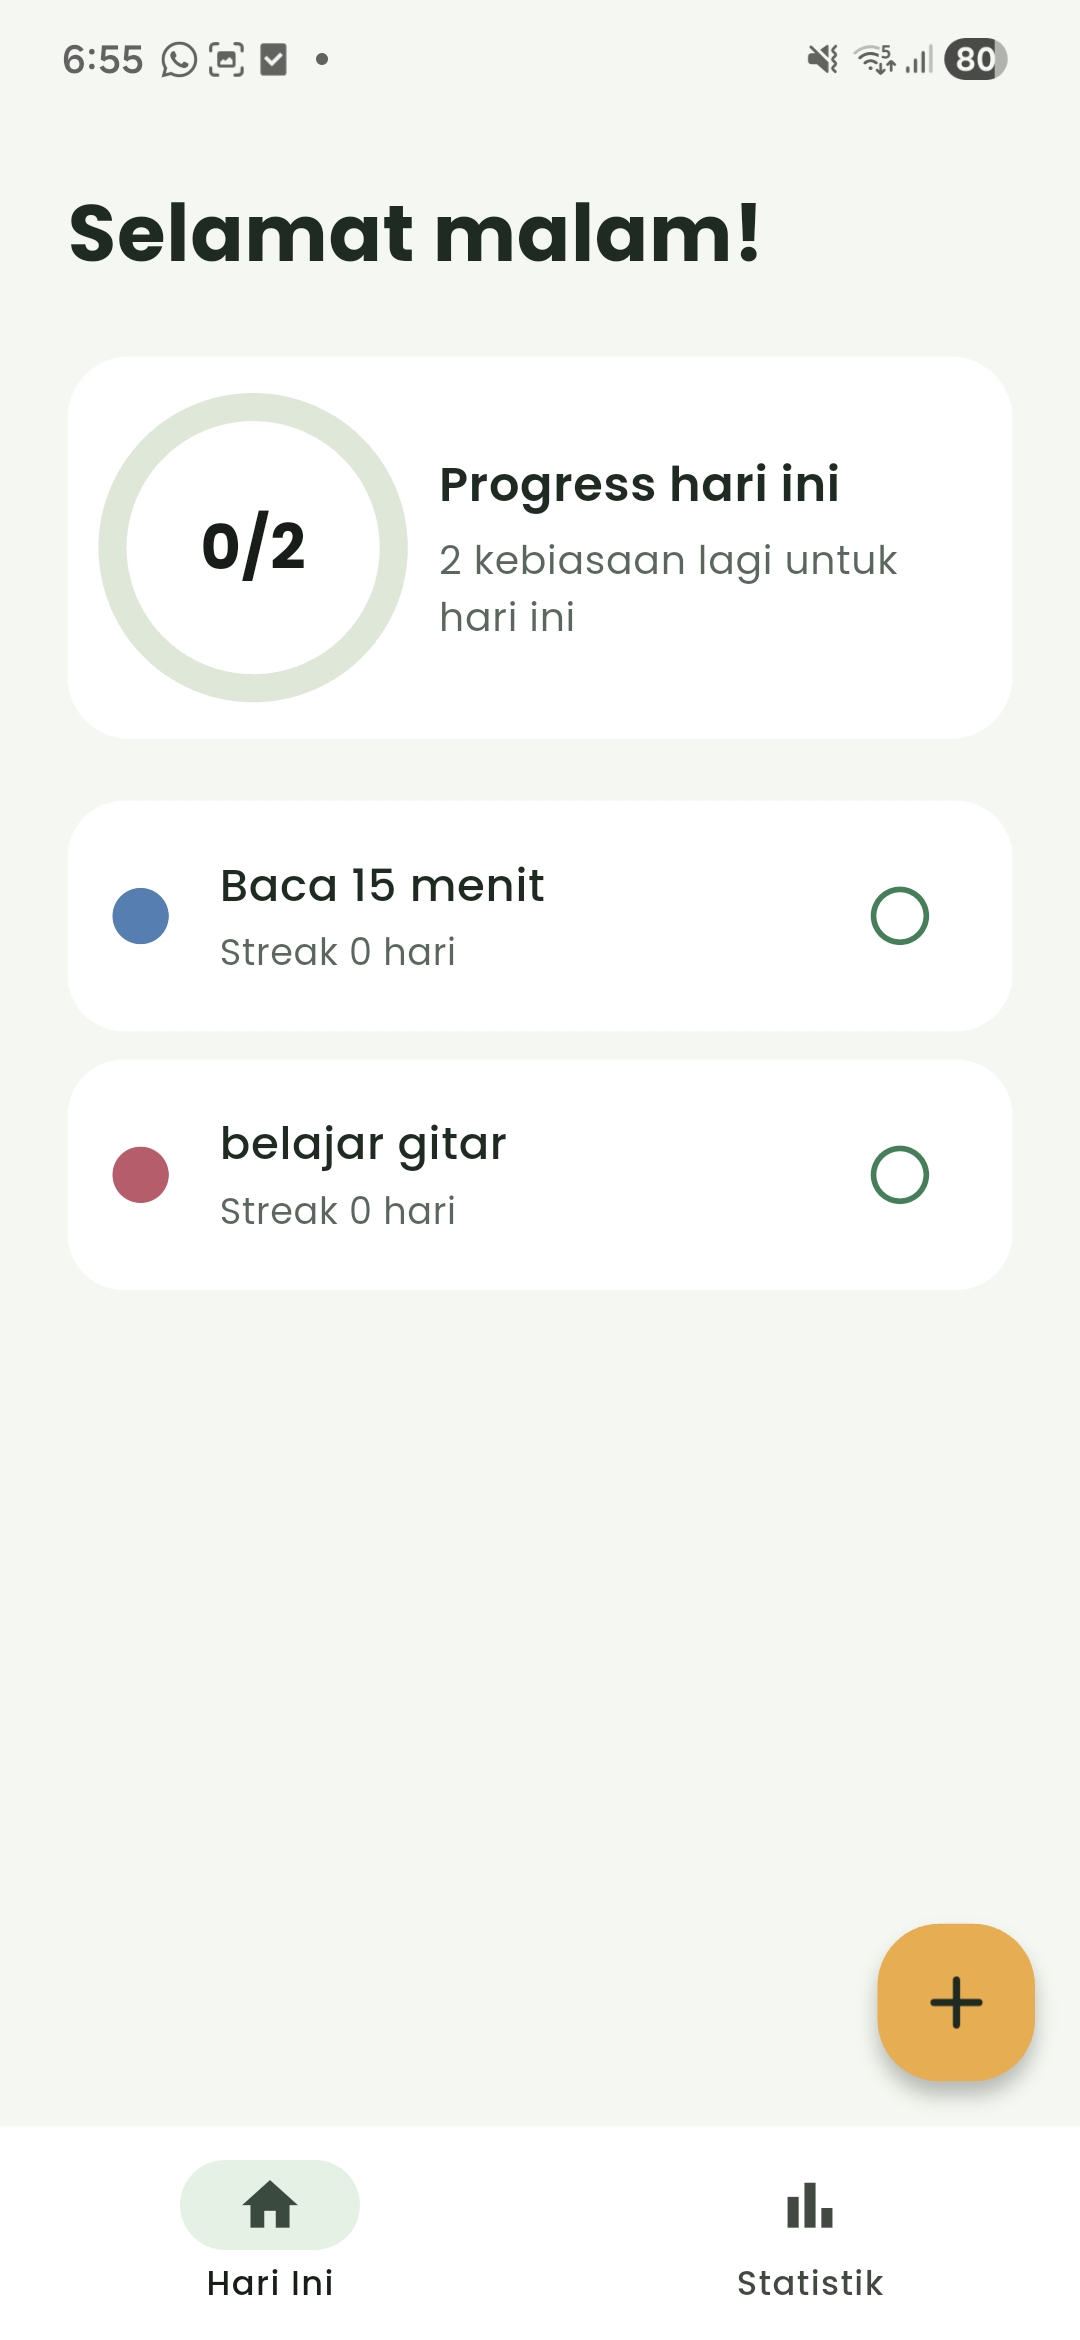 6:55
5
80
Selamat malam!
0/2
Progress hari ini
2 kebiasaan lagi untuk
hari ini
Baca 15 menit
Streak 0 hari
belajar gitar
Streak 0 hari
Hari Ini
Statistik